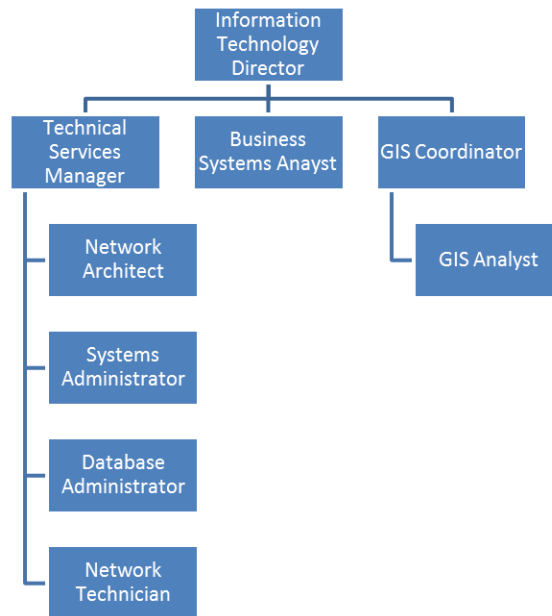 Information
Technology
Director
Technical
Services
Manager
Business
Systems Anayst
GIS Coordinator
Network
Architect
GIS Analyst
Systems
Administrator
Database
Administrator
Network
Technician